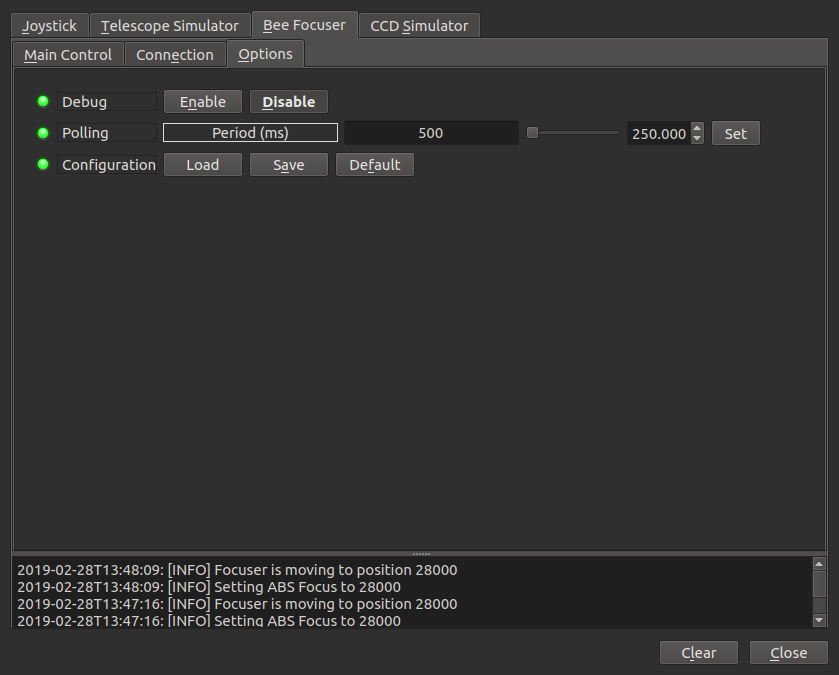 Joystick Telescope Simulator Bee Focuser CCD Simulator
Main Control Connection Options
Debug Enable Disable
Polling Period (ms) 500 250.000 Set
Configuration Load Save Default
2019-02-28T13:48:09: [INFO] Focuser is moving to position 28000
2019-02-28T13:48:09: [INFO] Setting ABS Focus to 28000
2019-02-28T13:47:16: [INFO] Focuser is moving to position 28000
2019-02-28T13:47:16: [INFO] Setting ABS Focus to 28000
Clear Close